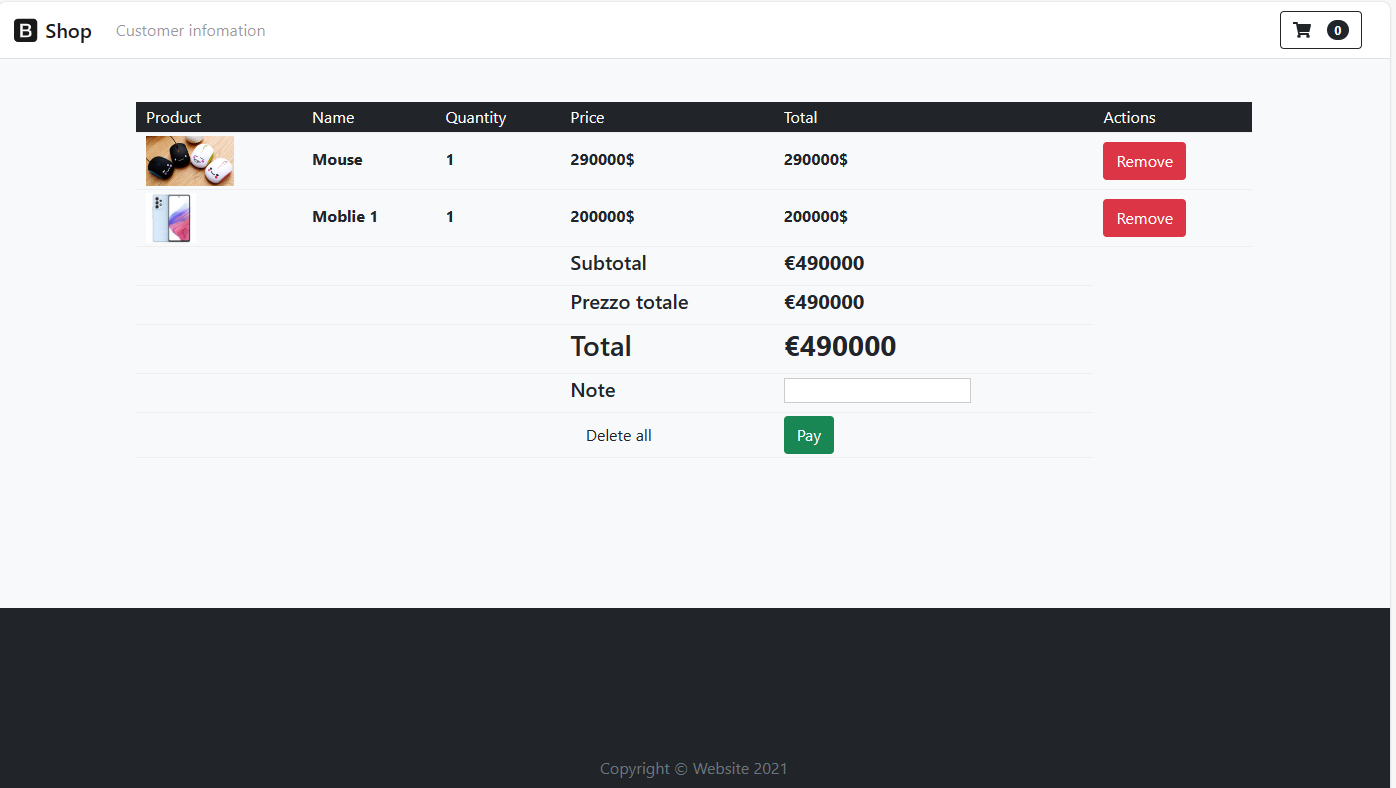 B Shop Customer infomation 0
Product Name Quantity Price Total Actions
Mouse 1 290000$ 290000$ Remove
Moblie 1 1 200000$ 200000$ Remove
Subtotal €490000
Prezzo totale €490000
Total €490000
Note
Delete all Pay
Copyright © Website 2021